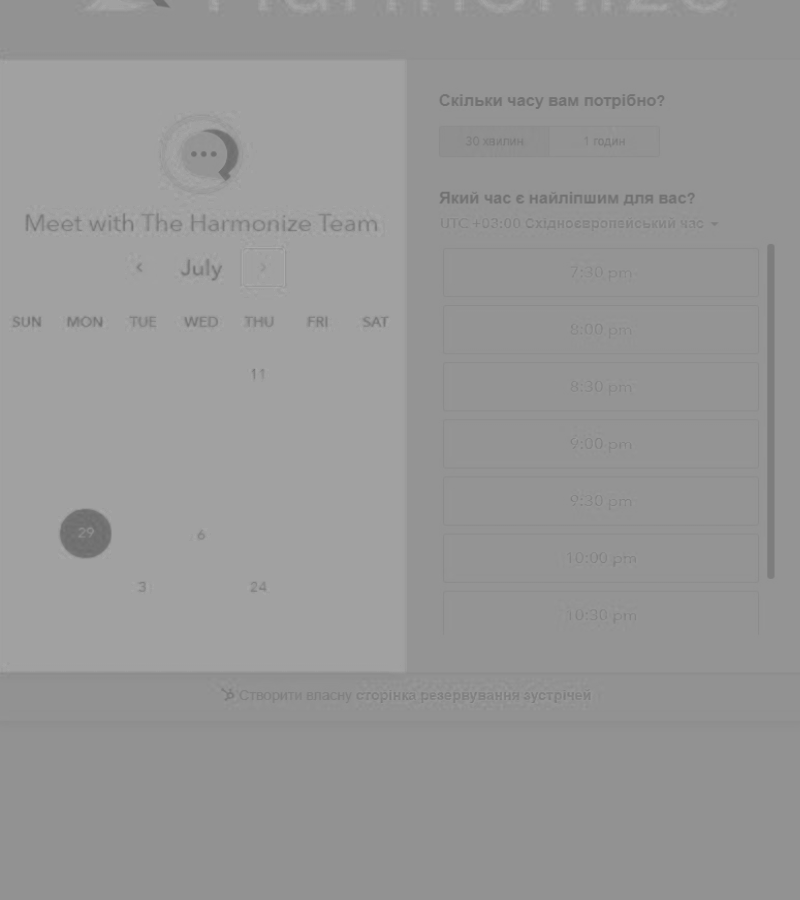 Harmonize
Meet with The Harmonize Team
July
SUN MON TUE WED THU FRI SAT
11
29 6
3 24
Скільки часу вам потрібно?
30 хвилин 1 годин
Який час є найліпшим для вас?
UTC +03:00 Східноєвропейський час
7:30 pm
8:00 pm
8:30 pm
9:00 pm
9:30 pm
10:00 pm
10:30 pm
Створити власну сторінка резервування зустрічей